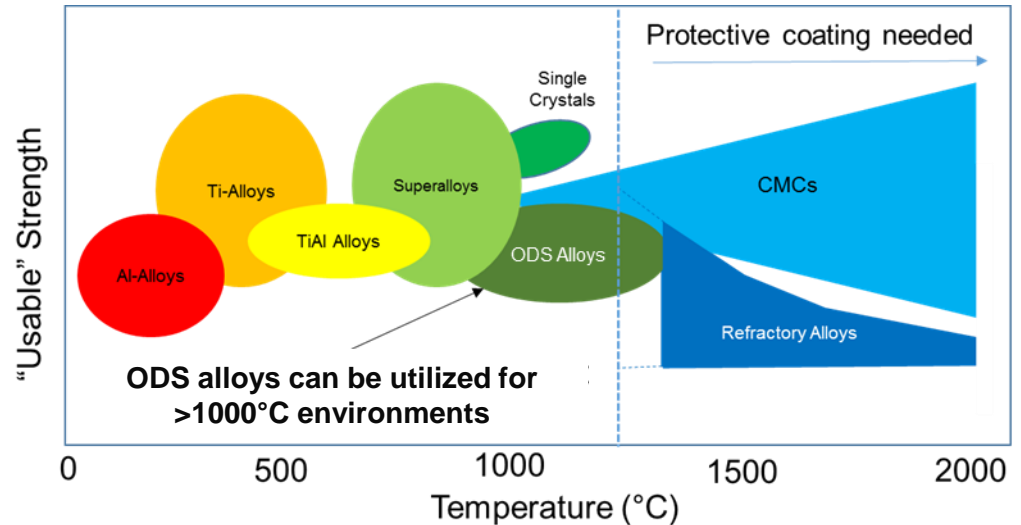 Protective coating needed
Single
Crystals
Ti-Alloys
Superalloys
CMCs
TiAl Alloys
ODS Alloys
Al-Alloys
Refractory Alloys
"Usable" Strength
ODS alloys can be utilized for
>1000°C environments
0 500 1000 1500 2000
Temperature (°C)